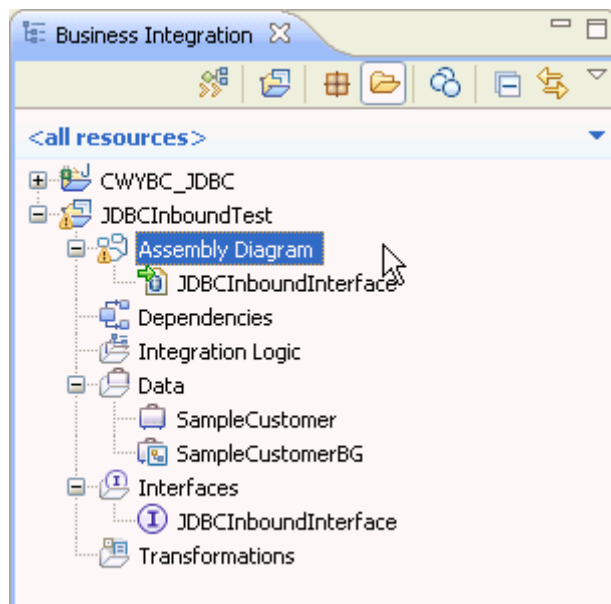 Business Integration
<all resources>
CWYBC_JDBC
JDBCInboundTest
Assembly Diagram
JDBCInboundInterface
Dependencies
Integration Logic
Data
SampleCustomer
SampleCustomerBG
Interfaces
JDBCInboundInterface
Transformations